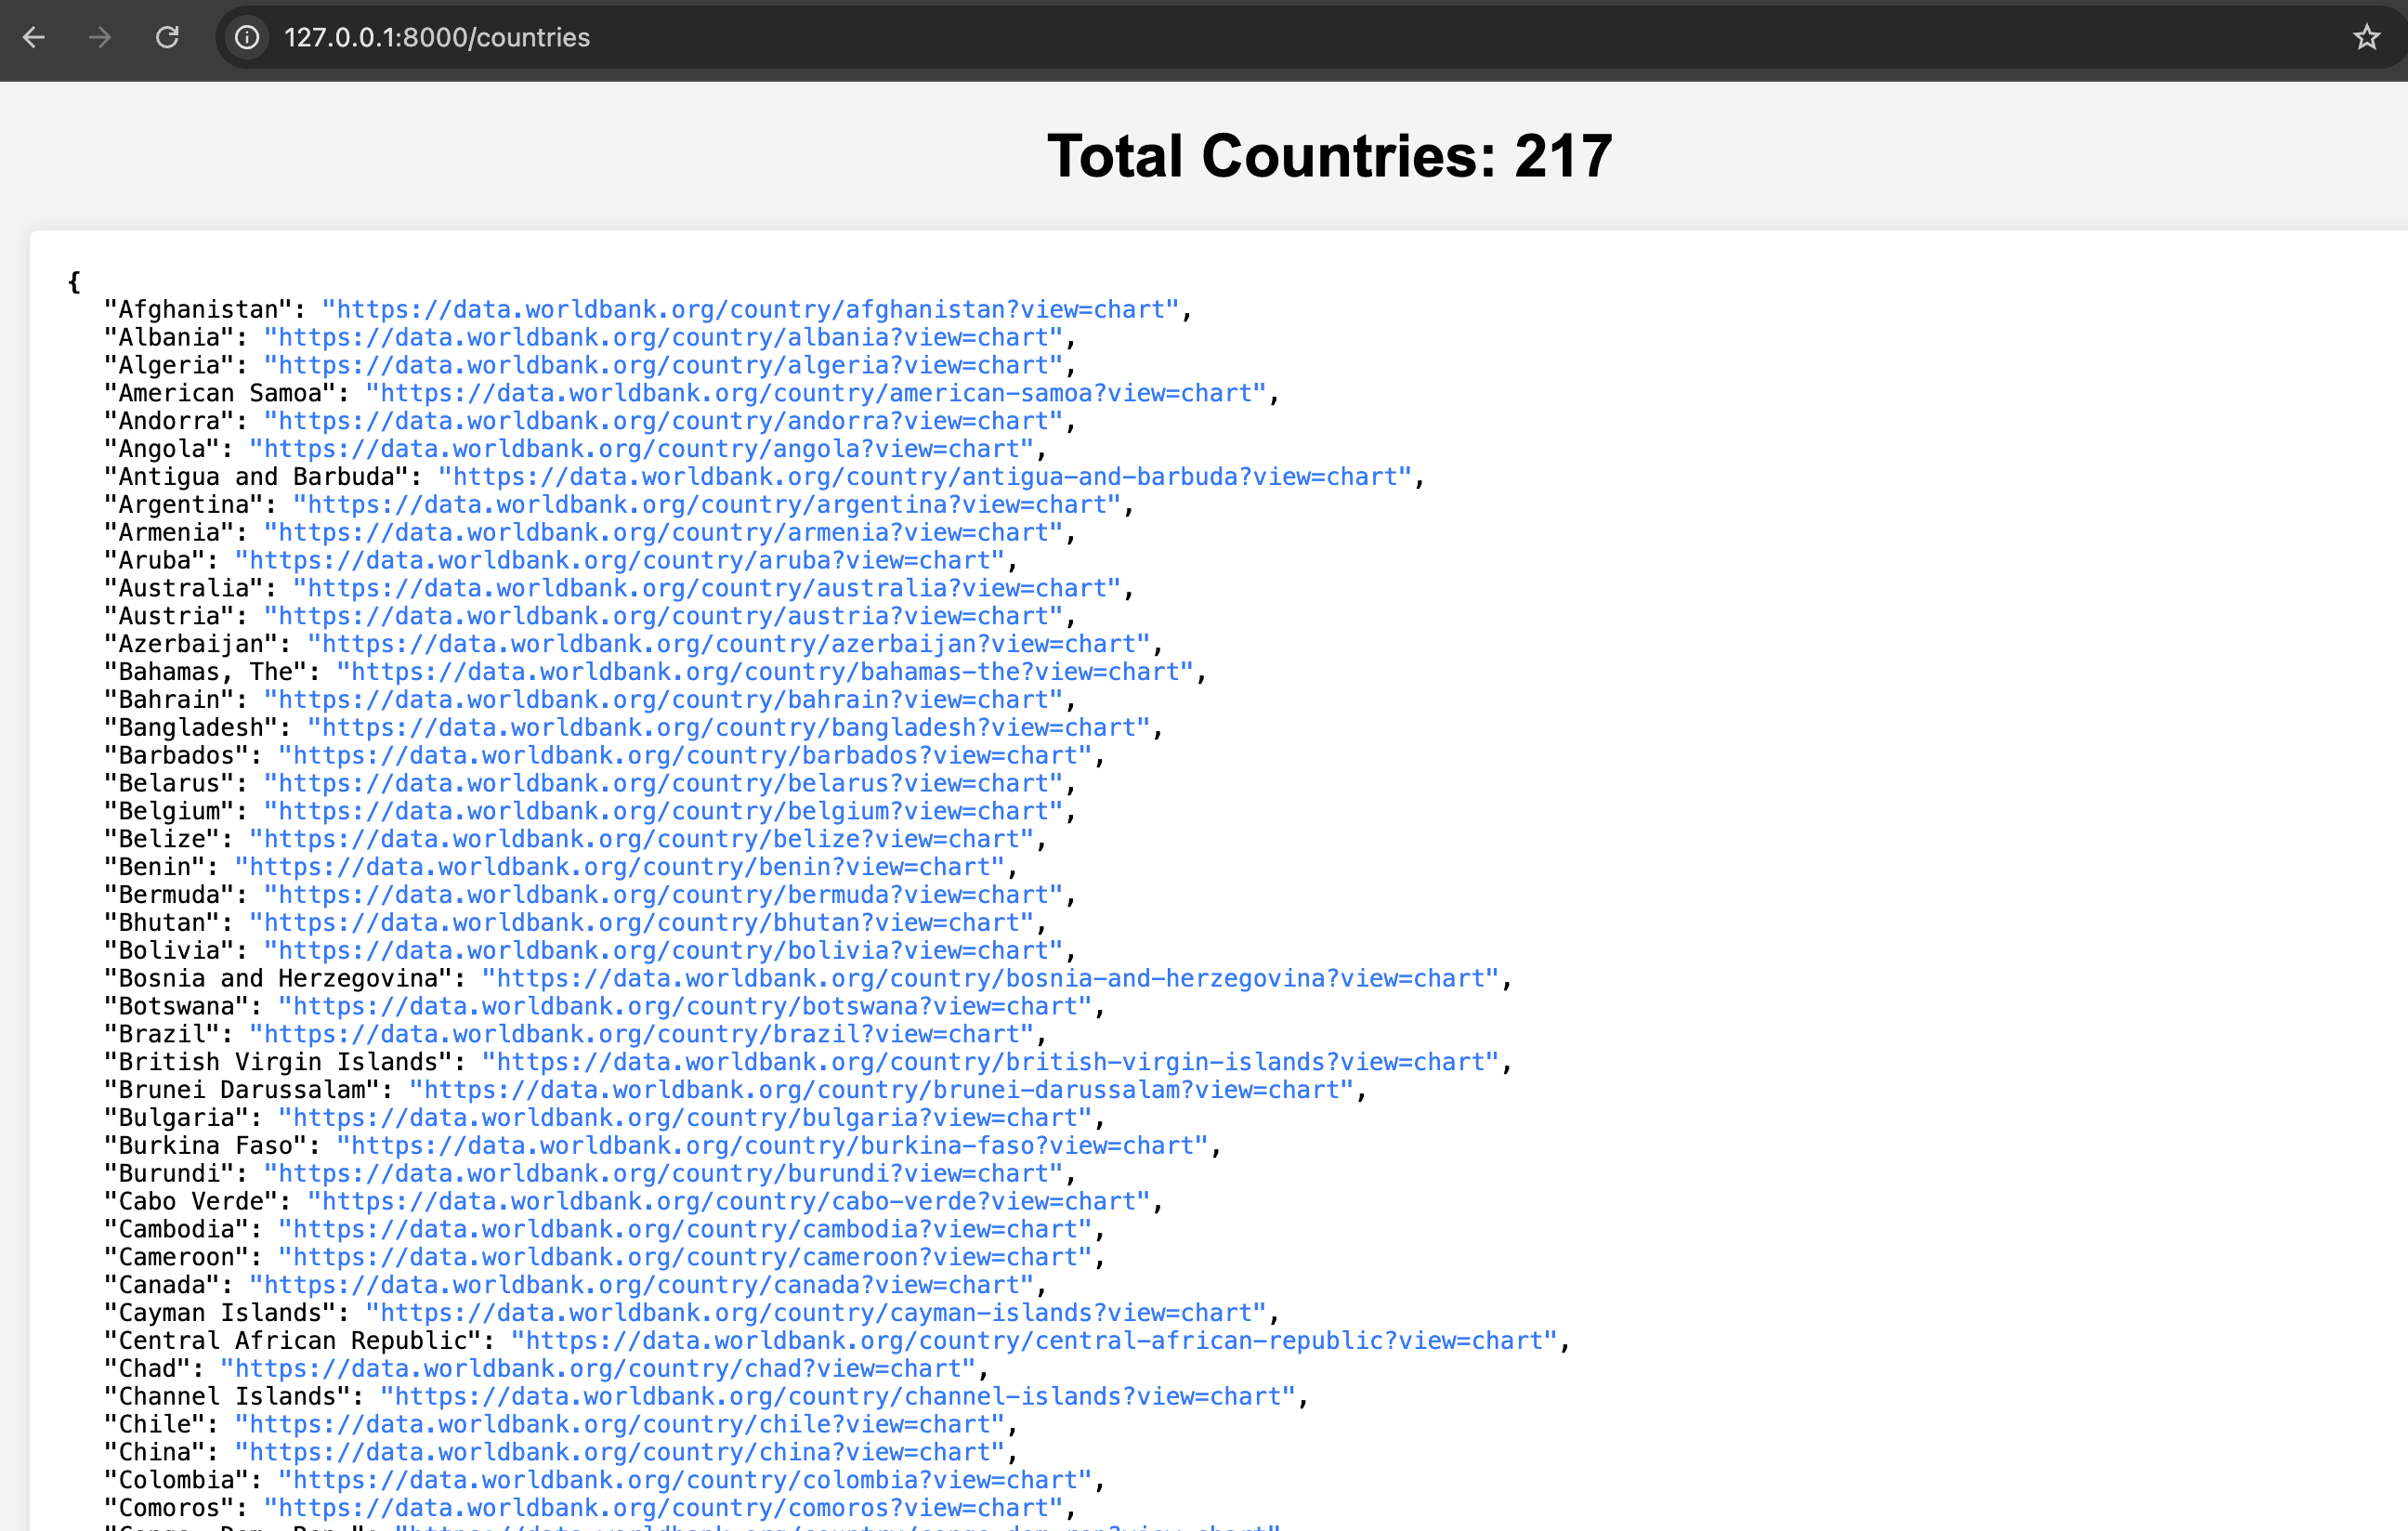 127.0.0.1:8000/countries
Total Countries: 217
{
"Afghanistan": "https://data.worldbank.org/country/afghanistan?view=chart",
"Albania": "https://data.worldbank.org/country/albania?view=chart",
"Algeria": "https://data.worldbank.org/country/algeria?view=chart",
"American Samoa": "https://data.worldbank.org/country/american-samoa?view=chart",
"Andorra": "https://data.worldbank.org/country/andorra?view=chart",
"Angola": "https://data.worldbank.org/country/angola?view=chart",
"Antigua and Barbuda": "https://data.worldbank.org/country/antigua-and-barbuda?view=chart",
"Argentina": "https://data.worldbank.org/country/argentina?view=chart",
"Armenia": "https://data.worldbank.org/country/armenia?view=chart",
"Aruba": "https://data.worldbank.org/country/aruba?view=chart",
"Australia": "https://data.worldbank.org/country/australia?view=chart",
"Austria": "https://data.worldbank.org/country/austria?view=chart",
"Azerbaijan": "https://data.worldbank.org/country/azerbaijan?view=chart",
"Bahamas, The": "https://data.worldbank.org/country/bahamas-the?view=chart",
"Bahrain": "https://data.worldbank.org/country/bahrain?view=chart",
"Bangladesh": "https://data.worldbank.org/country/bangladesh?view=chart",
"Barbados": "https://data.worldbank.org/country/barbados?view=chart",
"Belarus": "https://data.worldbank.org/country/belarus?view=chart",
"Belgium": "https://data.worldbank.org/country/belgium?view=chart",
"Belize": "https://data.worldbank.org/country/belize?view=chart",
"Benin": "https://data.worldbank.org/country/benin?view=chart",
"Bermuda": "https://data.worldbank.org/country/bermuda?view=chart",
"Bhutan": "https://data.worldbank.org/country/bhutan?view=chart",
"Bolivia": "https://data.worldbank.org/country/bolivia?view=chart",
"Bosnia and Herzegovina": "https://data.worldbank.org/country/bosnia-and-herzegovina?view=chart",
"Botswana": "https://data.worldbank.org/country/botswana?view=chart",
"Brazil": "https://data.worldbank.org/country/brazil?view=chart",
"British Virgin Islands": "https://data.worldbank.org/country/british-virgin-islands?view=chart",
"Brunei Darussalam": "https://data.worldbank.org/country/brunei-darussalam?view=chart",
"Bulgaria": "https://data.worldbank.org/country/bulgaria?view=chart",
"Burkina Faso": "https://data.worldbank.org/country/burkina-faso?view=chart",
"Burundi": "https://data.worldbank.org/country/burundi?view=chart",
"Cabo Verde": "https://data.worldbank.org/country/cabo-verde?view=chart",
"Cambodia": "https://data.worldbank.org/country/cambodia?view=chart",
"Cameroon": "https://data.worldbank.org/country/cameroon?view=chart",
"Canada": "https://data.worldbank.org/country/canada?view=chart",
"Cayman Islands": "https://data.worldbank.org/country/cayman-islands?view=chart",
"Central African Republic": "https://data.worldbank.org/country/central-african-republic?view=chart",
"Chad": "https://data.worldbank.org/country/chad?view=chart",
"Channel Islands": "https://data.worldbank.org/country/channel-islands?view=chart",
"Chile": "https://data.worldbank.org/country/chile?view=chart",
"China": "https://data.worldbank.org/country/china?view=chart",
"Colombia": "https://data.worldbank.org/country/colombia?view=chart",
"Comoros": "https://data.worldbank.org/country/comoros?view=chart",